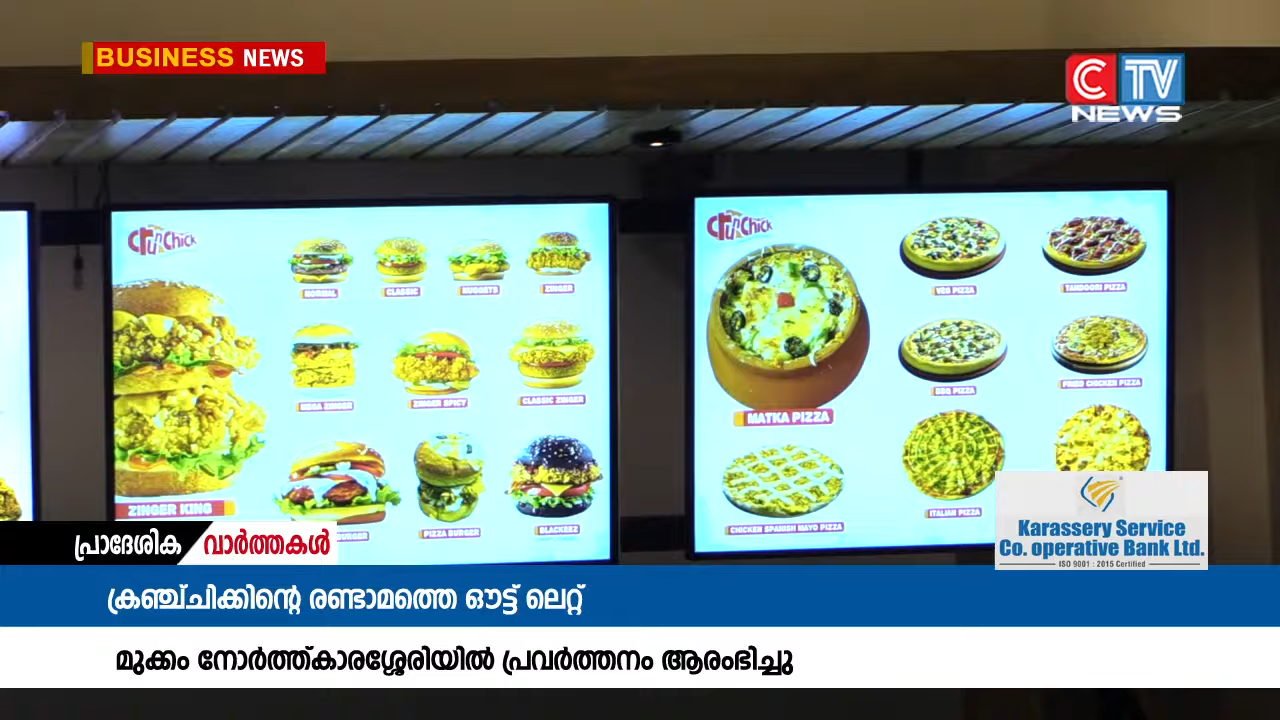 BUSINESS NEWS
C TV
NEWS
CrunChick
NORMAL
CLASSIC
NUGGETS
ZINGER
MEGA ZINGER
ZINGER SPICY
CLASSIC ZINGER
ZINGER KING
BURGER
PIZZA BURGER
BLACKEEZ
CrunChick
VEG PIZZA
TANDOORI PIZZA
BBQ PIZZA
FRIED CHICKEN PIZZA
MATKA PIZZA
CHICKEN SPANISH MAYO PIZZA
ITALIAN PIZZA
Karassery Service
Co. operative Bank Ltd.
ISO 9001 : 2015 Certified
പ്രാദേശിക വാർത്തകൾ
ക്രഞ്ച്ചിക്കിന്റെ രണ്ടാമത്തെ ഔട്ട് ലെറ്റ്
മുക്കം നോർത്ത്കാരശ്ശേരിയിൽ പ്രവർത്തനം ആരംഭിച്ചു